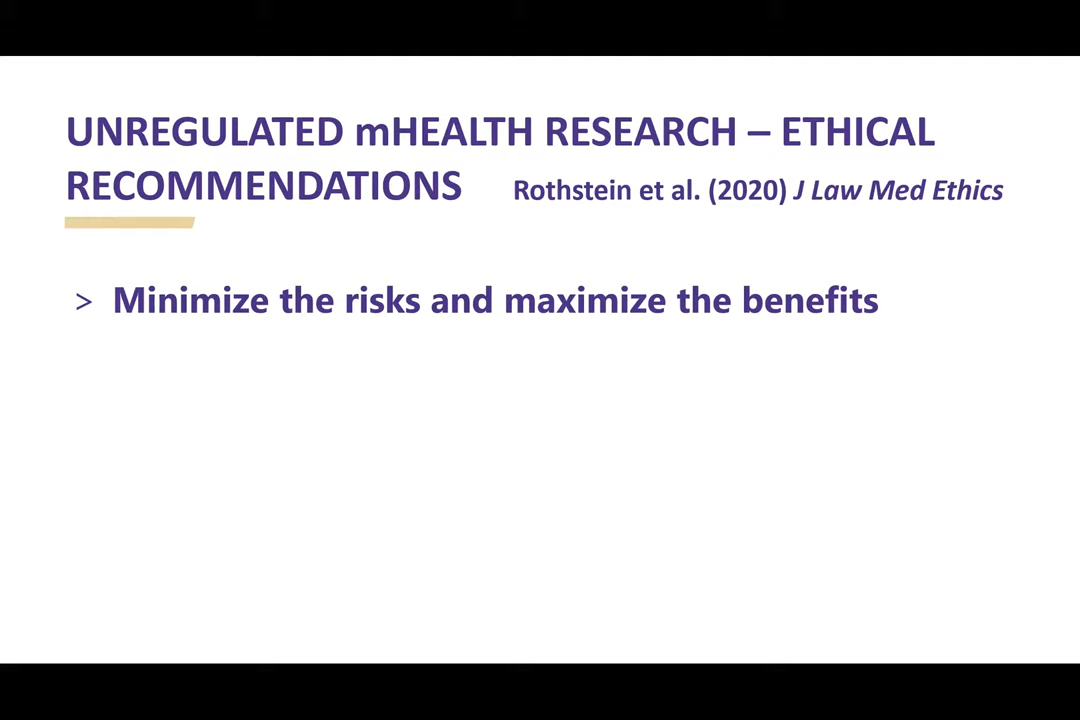 UNREGULATED mHEALTH RESEARCH – ETHICAL
RECOMMENDATIONS Rothstein et al. (2020) J Law Med Ethics
> Minimize the risks and maximize the benefits